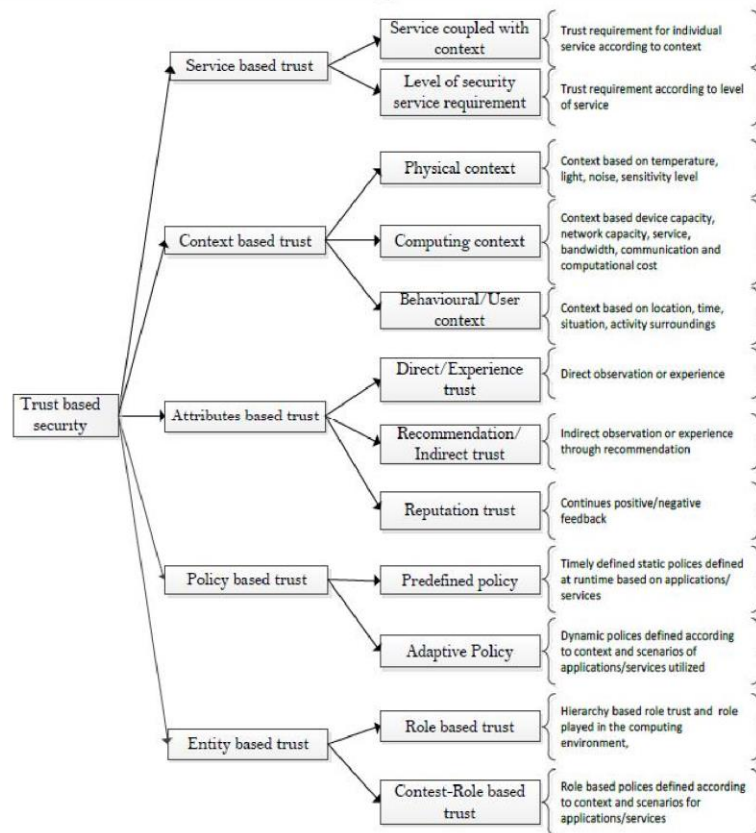 Service coupled with
context
Trust requirement for individual
service according to context
Service based trust
Level of security
service requirement
Trust requirement according to level
of service
Physical context
Context based on temperature,
light, noise, sensitivity level
Context based trust
Computing context
Context based device capacity,
network capacity, service,
bandwidth, communication and
computational cost
Behavioural/User
context
Context based on location, time,
situation, activity surroundings
Direct/Experience
trust
Direct observation or experience
Trust based
security
Attributes based trust
Recommendation/
Indirect trust
Indirect observation or experience
through recommendation
Reputation trust
Continues positive/negative
feedback
Policy based trust
Predefined policy
Timely defined static polices defined
at runtime based on applications/
services
Adaptive Policy
Dynamic polices defined according
to context and scenarios of
applications/services utilized
Role based trust
Hierarchy based role trust and role
played in the computing
environment,
Entity based trust
Contest-Role based
trust
Role based polices defined according
to context and scenarios for
applications/services